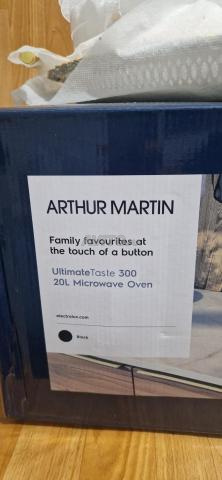 ARTHUR MARTIN
Family favourites at
the touch of a button
UltimateTaste 300
20L Microwave Oven
electrolux.com
Black